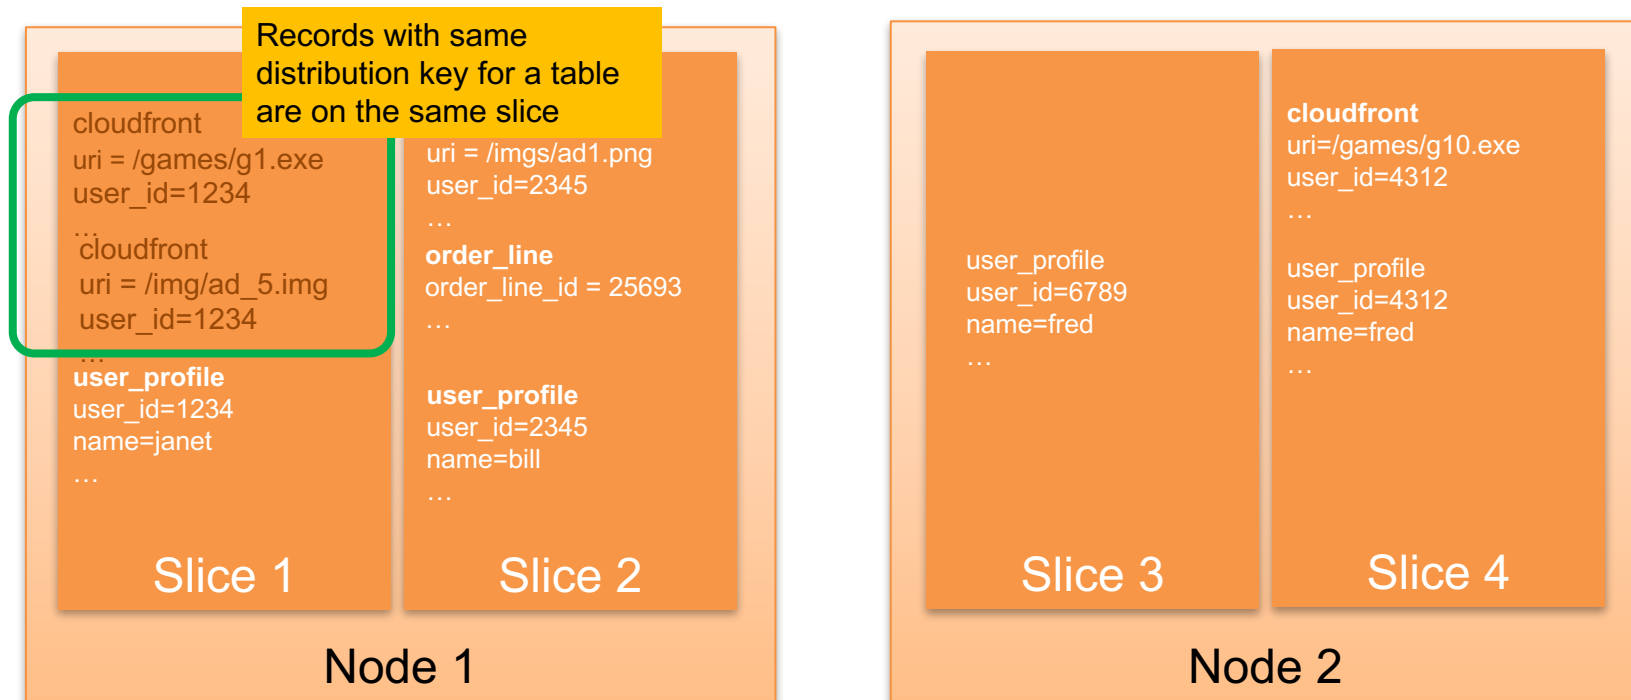 Records with same
distribution key for a table
are on the same slice
cloudfront
uri = /games/g1.exe
user_id=1234
…
cloudfront
uri = /img/ad_5.img
user_id=1234
…
user_profile
user_id=1234
name=janet
…
Slice 1
uri = /imgs/ad1.png
user_id=2345
…
order_line
order_line_id = 25693
…
user_profile
user_id=2345
name=bill
…
Slice 2
Node 1
user_profile
user_id=6789
name=fred
…
Slice 3
cloudfront
uri=/games/g10.exe
user_id=4312
…
user_profile
user_id=4312
name=fred
…
Slice 4
Node 2